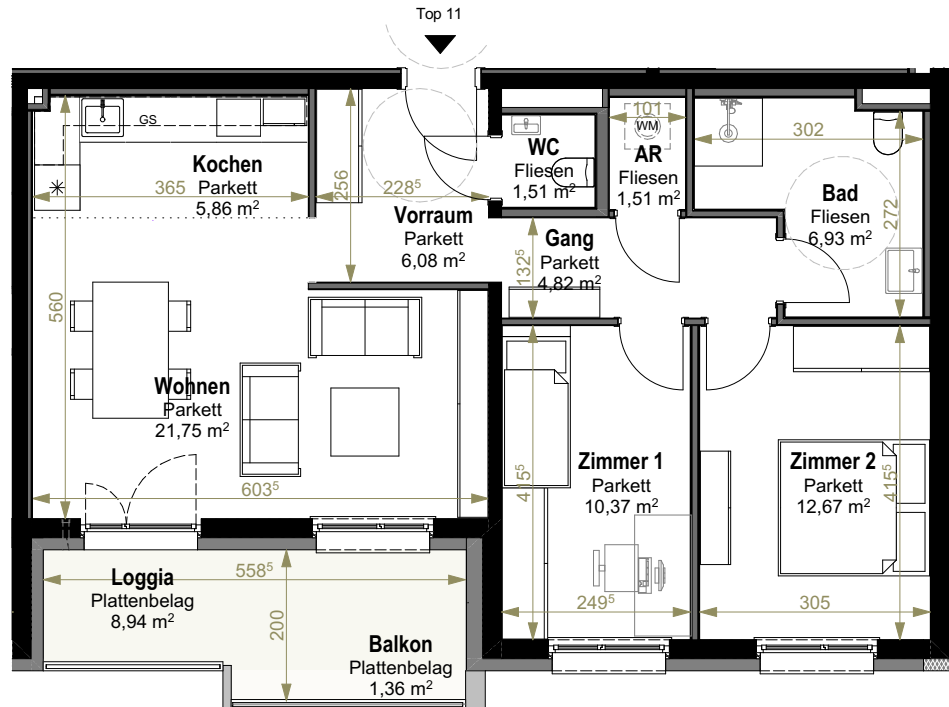 Top 11
GS
Kochen
Parkett
5,86 m²
365
256
228⁵
Vorraum
Parkett
6,08 m²
WC
Fliesen
1,51 m²
101
WM
AR
Fliesen
1,51 m²
302
Bad
Fliesen
6,93 m²
272
Gang
Parkett
4,82 m²
132⁵
560
Wohnen
Parkett
21,75 m²
603⁵
Zimmer 1
Parkett
10,37 m²
415⁵
249⁵
Zimmer 2
Parkett
12,67 m²
415⁵
305
Loggia
Plattenbelag
8,94 m²
558⁵
200
Balkon
Plattenbelag
1,36 m²